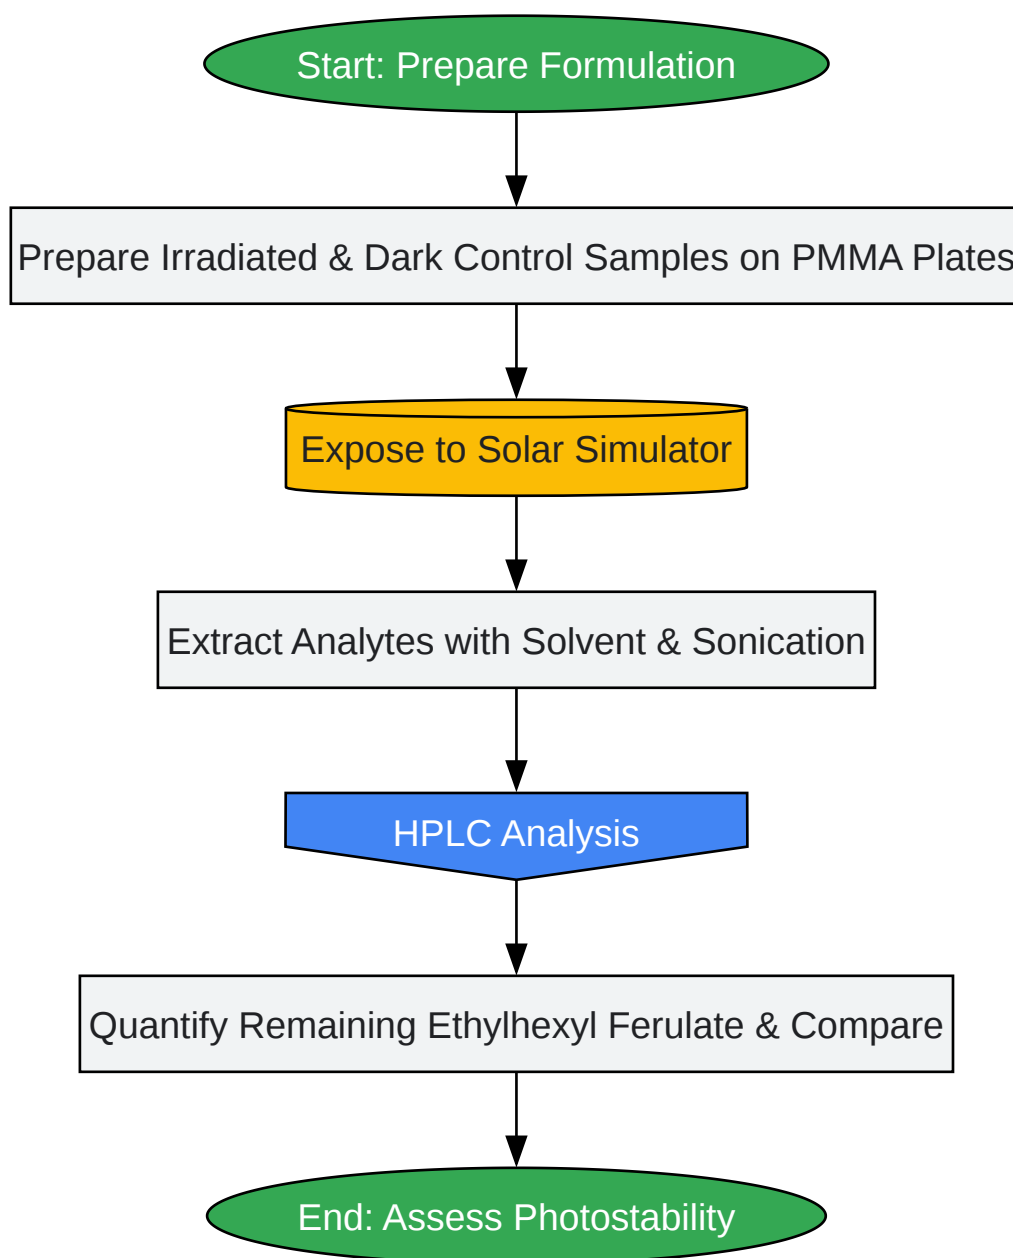 Start: Prepare Formulation
Prepare Irradiated & Dark Control Samples on PMMA Plates
Expose to Solar Simulator
Extract Analytes with Solvent & Sonication
HPLC Analysis
Quantify Remaining Ethylhexyl Ferulate & Compare
End: Assess Photostability